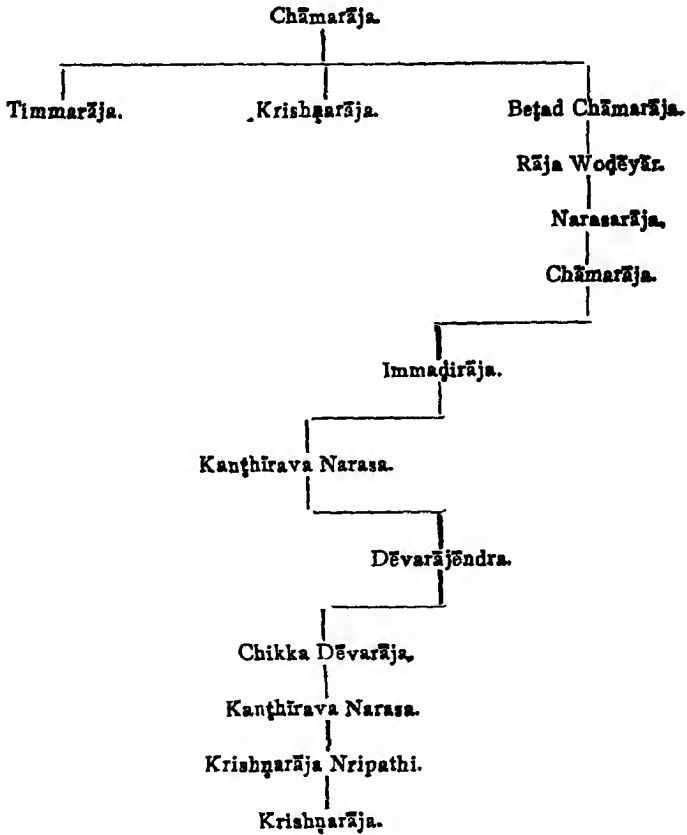 Chāmarāja.
Timmarāja. Krishṇarāja. Beṭad Chāmarāja.
Rāja Woḍēyār.
Narasarāja.
Chāmarāja.
Immaḍirāja.
Kanṭhīrava Narasa.
Dēvarājēndra.
Chikka Dēvarāja.
Kanṭhīrava Narasa.
Krishṇarāja Nripathi.
Krishṇarāja.